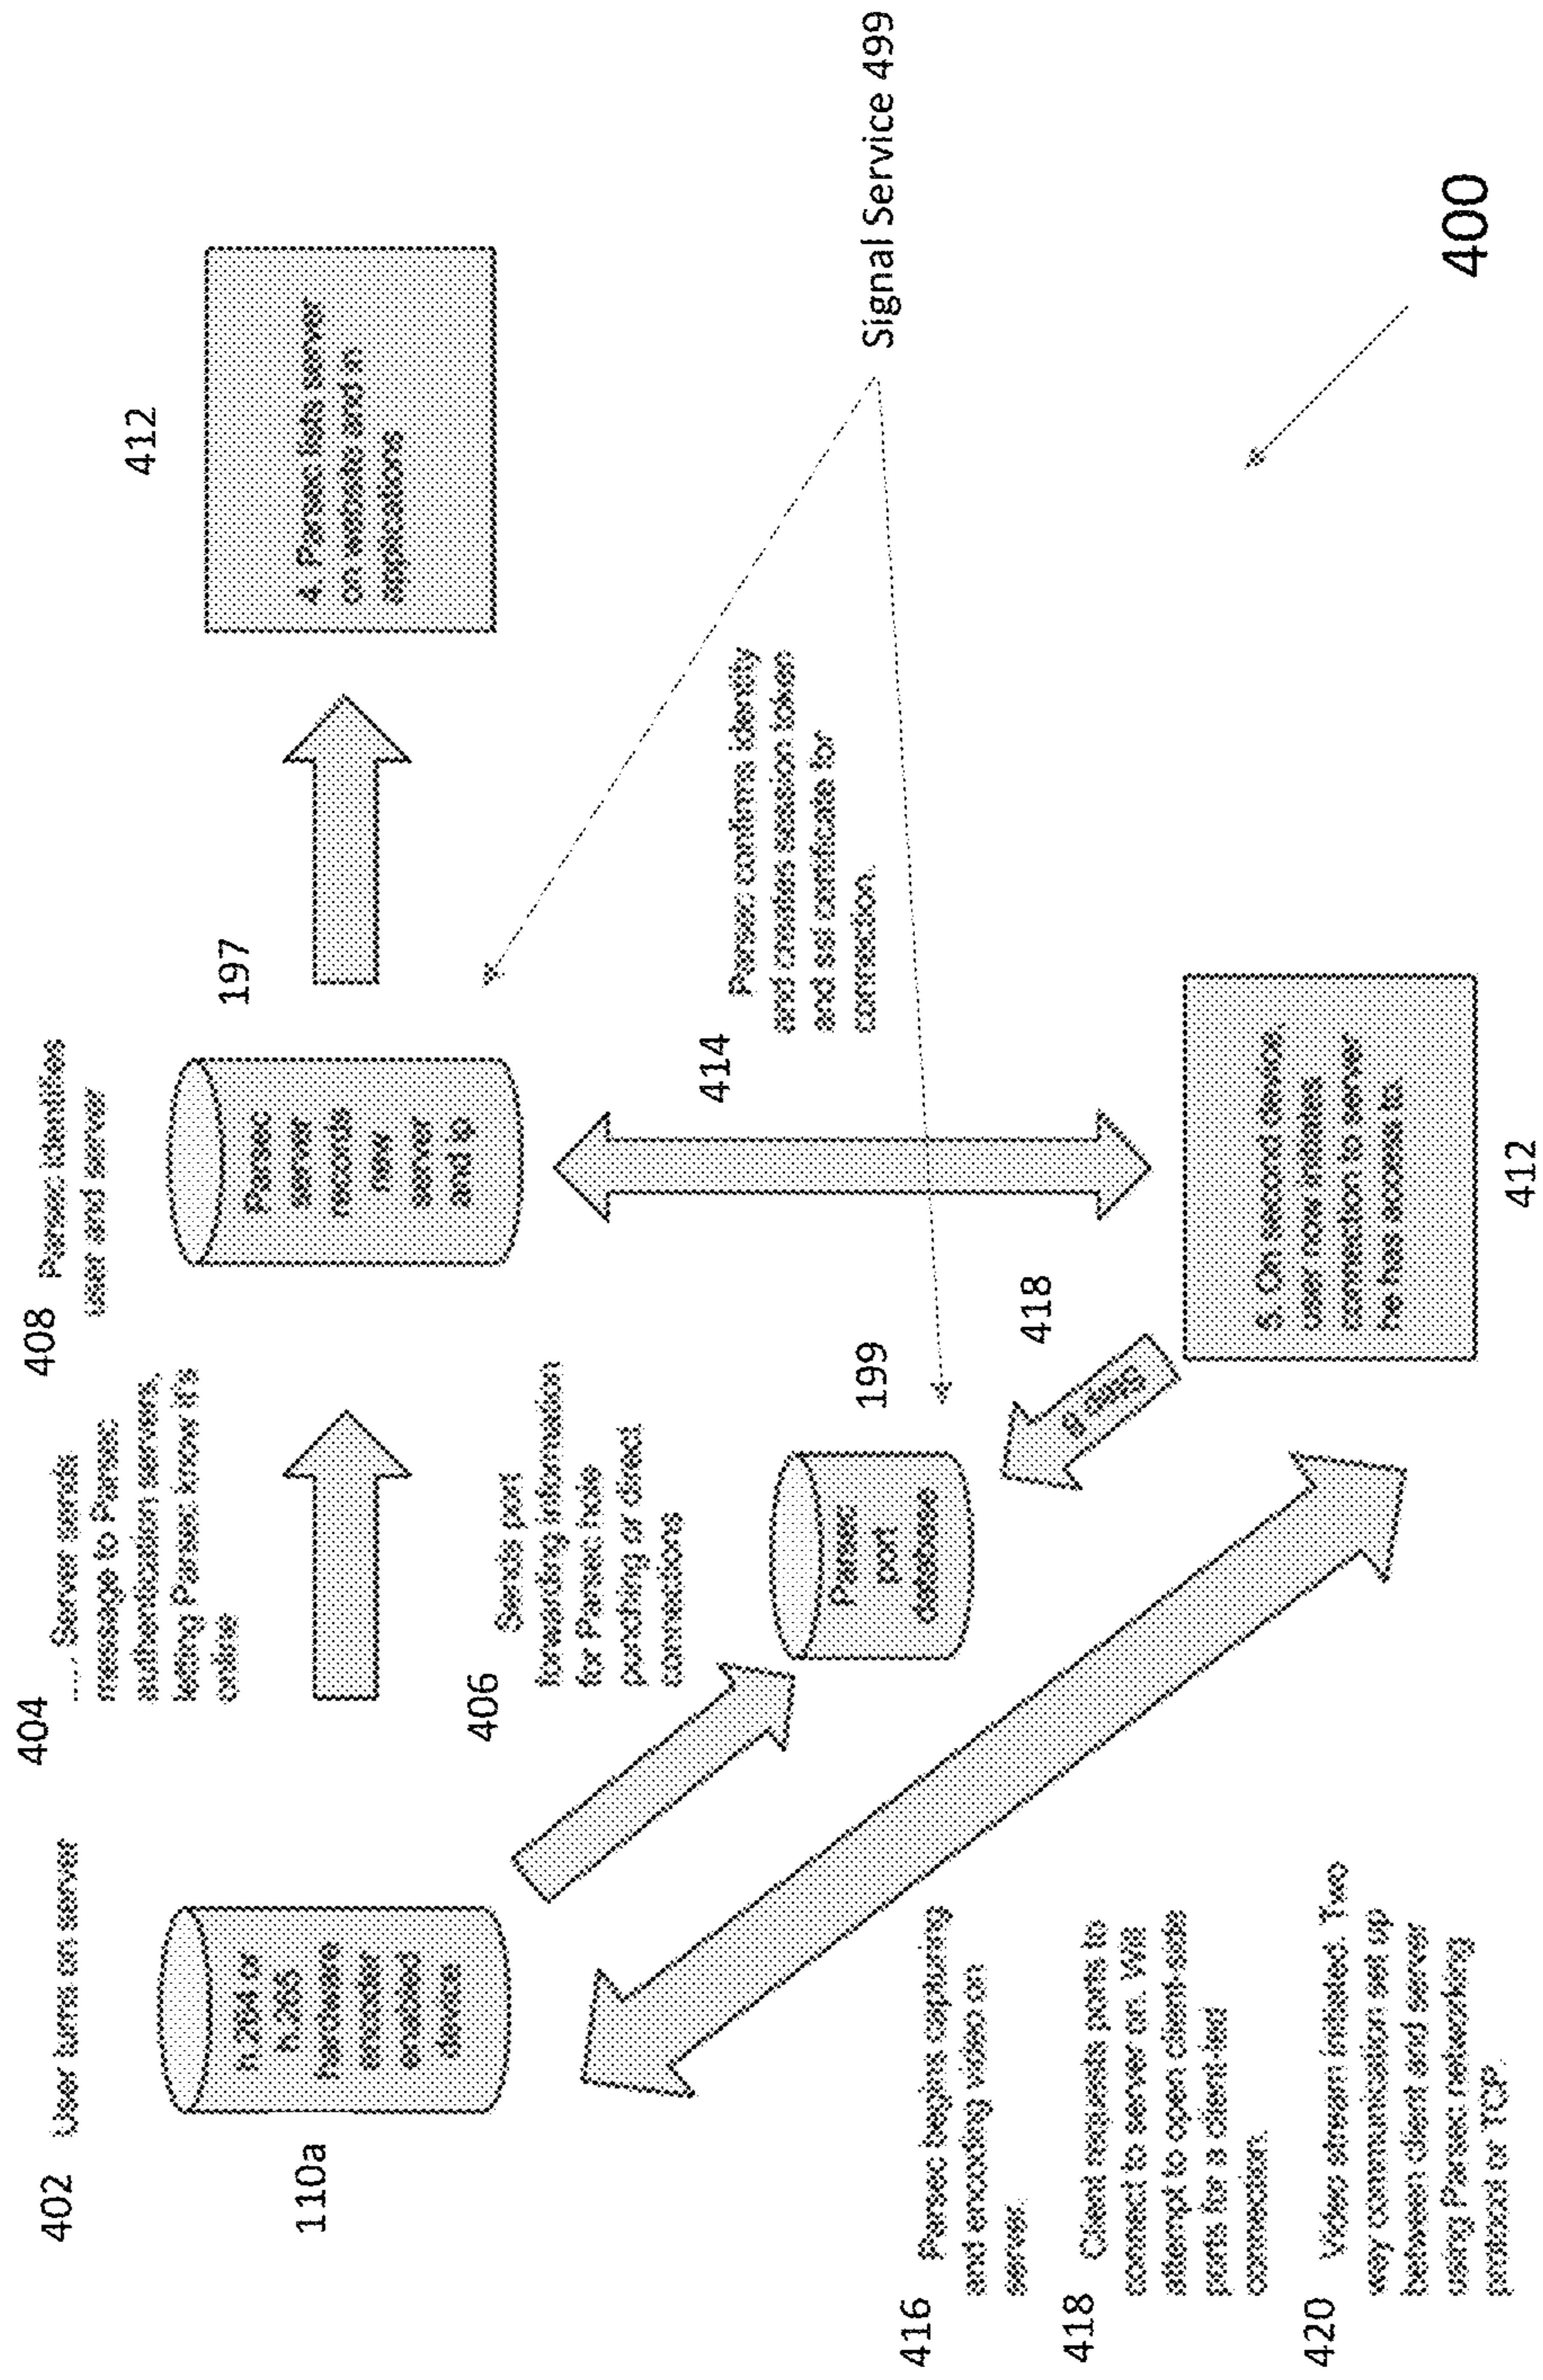 402 User turns on server
110a
h.264 or
h.265
hardware
encoder
enabled
device
404
Server sends
message to Parsec
authentication servers,
letting Parsec know it's
online
406
Sends port
forwarding information
for Parsec hole
punching or direct
connections
408 Parsec identifies
user and server
197
Parsec
server
records
new
server
and ip
412
4. Parsec lists server
on website and in
applications
Signal Service 499
199
Parsec
port
database
414
Parsec confirms identity
and creates session token
and ssl certificate for
connection.
418
Step 8
5. On second device,
user now initiates
connection to server
he has access to.
412
416 Parsec begins capturing
and encoding video on
server.
418 Client requests ports to
connect to server on. Will
attempt to open client-side
ports for a client-led
connection.
420 Video stream initiated. Two
way communication set up
between client and server
using Parsec networking
protocol or TCP.
400